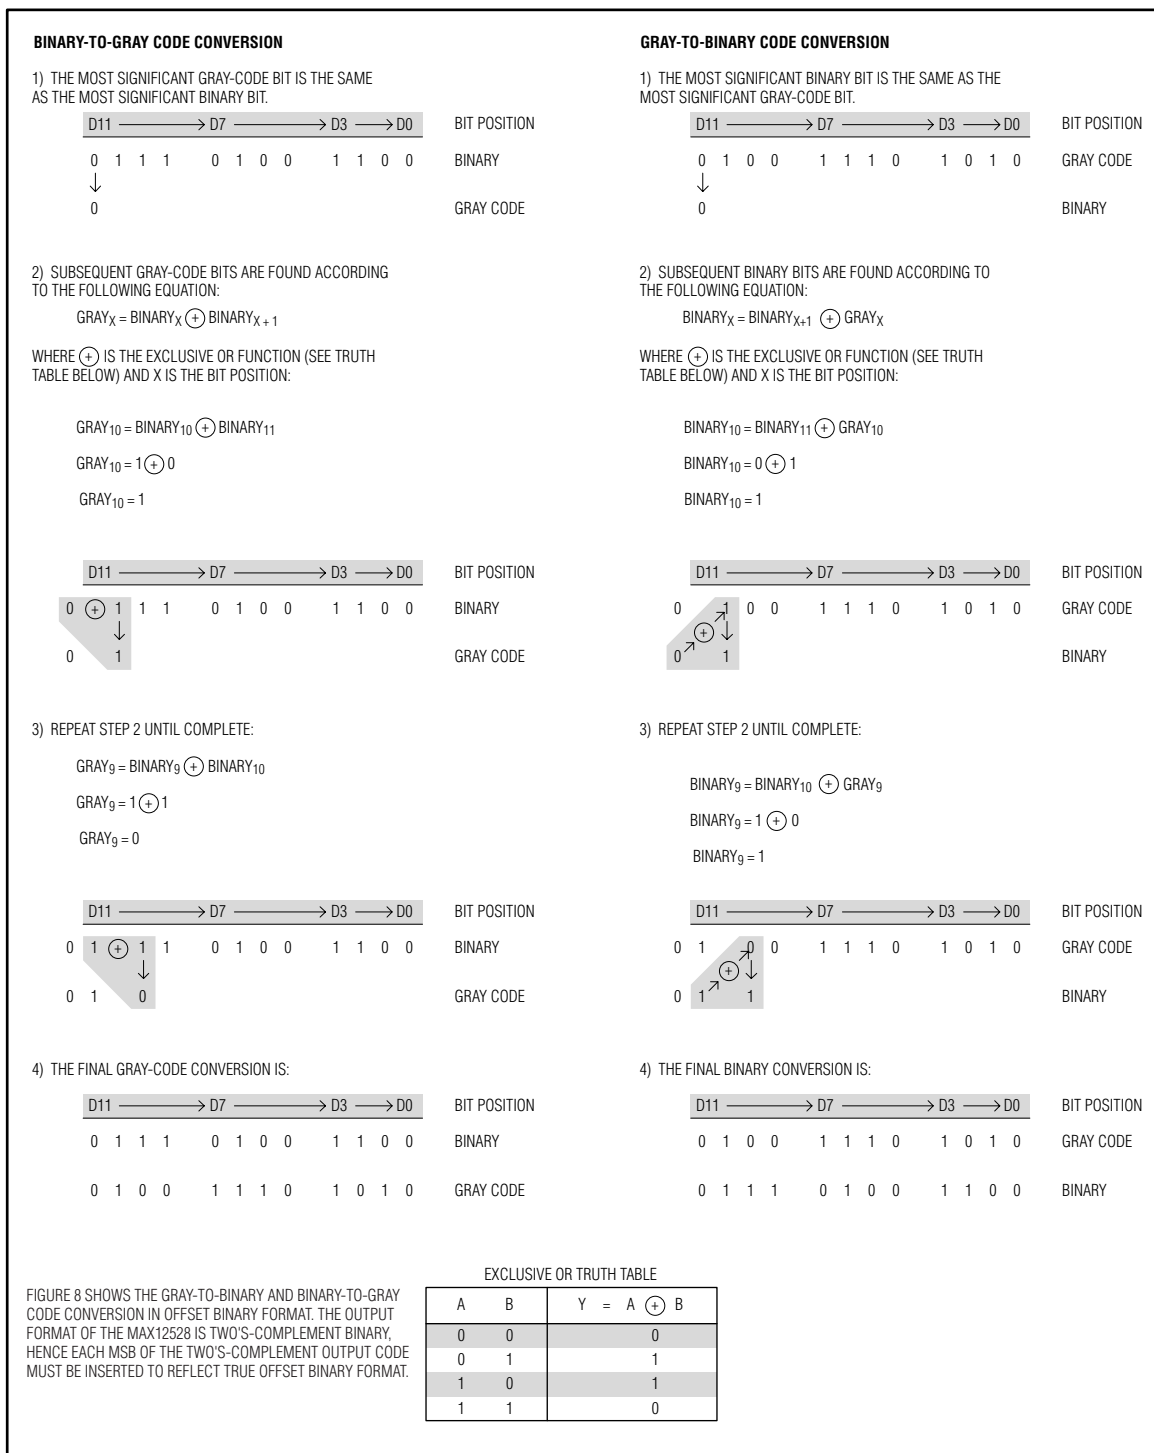 BINARY-TO-GRAY CODE CONVERSION
1) THE MOST SIGNIFICANT GRAY-CODE BIT IS THE SAME
AS THE MOST SIGNIFICANT BINARY BIT.
D11 → D7 → D3 → D0 BIT POSITION
0 1 1 1 0 1 0 0 1 1 0 0 BINARY
0 GRAY CODE
2) SUBSEQUENT GRAY-CODE BITS ARE FOUND ACCORDING
TO THE FOLLOWING EQUATION:
GRAYX = BINARYX ⊕ BINARYX + 1
WHERE ⊕ IS THE EXCLUSIVE OR FUNCTION (SEE TRUTH
TABLE BELOW) AND X IS THE BIT POSITION:
GRAY10 = BINARY10 ⊕ BINARY11
GRAY10 = 1 ⊕ 0
GRAY10 = 1
D11 → D7 → D3 → D0 BIT POSITION
0 ⊕ 1 1 1 0 1 0 0 1 1 0 0 BINARY
0 1 GRAY CODE
3) REPEAT STEP 2 UNTIL COMPLETE:
GRAY9 = BINARY9 ⊕ BINARY10
GRAY9 = 1 ⊕ 1
GRAY9 = 0
D11 → D7 → D3 → D0 BIT POSITION
0 1 ⊕ 1 1 0 1 0 0 1 1 0 0 BINARY
0 1 0 GRAY CODE
4) THE FINAL GRAY-CODE CONVERSION IS:
D11 → D7 → D3 → D0 BIT POSITION
0 1 1 1 0 1 0 0 1 1 0 0 BINARY
0 1 0 0 1 1 1 0 1 0 1 0 GRAY CODE
GRAY-TO-BINARY CODE CONVERSION
1) THE MOST SIGNIFICANT BINARY BIT IS THE SAME AS THE
MOST SIGNIFICANT GRAY-CODE BIT.
D11 → D7 → D3 → D0 BIT POSITION
0 1 0 0 1 1 1 0 1 0 1 0 GRAY CODE
0 BINARY
2) SUBSEQUENT BINARY BITS ARE FOUND ACCORDING TO
THE FOLLOWING EQUATION:
BINARYX = BINARYX+1 ⊕ GRAYX
WHERE ⊕ IS THE EXCLUSIVE OR FUNCTION (SEE TRUTH
TABLE BELOW) AND X IS THE BIT POSITION:
BINARY10 = BINARY11 ⊕ GRAY10
BINARY10 = 0 ⊕ 1
BINARY10 = 1
D11 → D7 → D3 → D0 BIT POSITION
0 1 0 0 1 1 1 0 1 0 1 0 GRAY CODE
⊕
0 1 BINARY
3) REPEAT STEP 2 UNTIL COMPLETE:
BINARY9 = BINARY10 ⊕ GRAY9
BINARY9 = 1 ⊕ 0
BINARY9 = 1
D11 → D7 → D3 → D0 BIT POSITION
0 1 0 0 1 1 1 0 1 0 1 0 GRAY CODE
⊕
0 1 1 BINARY
4) THE FINAL BINARY CONVERSION IS:
D11 → D7 → D3 → D0 BIT POSITION
0 1 0 0 1 1 1 0 1 0 1 0 GRAY CODE
0 1 1 1 0 1 0 0 1 1 0 0 BINARY
FIGURE 8 SHOWS THE GRAY-TO-BINARY AND BINARY-TO-GRAY
CODE CONVERSION IN OFFSET BINARY FORMAT. THE OUTPUT
FORMAT OF THE MAX12528 IS TWO'S-COMPLEMENT BINARY,
HENCE EACH MSB OF THE TWO'S-COMPLEMENT OUTPUT CODE
MUST BE INSERTED TO REFLECT TRUE OFFSET BINARY FORMAT.
EXCLUSIVE OR TRUTH TABLE
A B Y = A ⊕ B
0 0 0
0 1 1
1 0 1
1 1 0